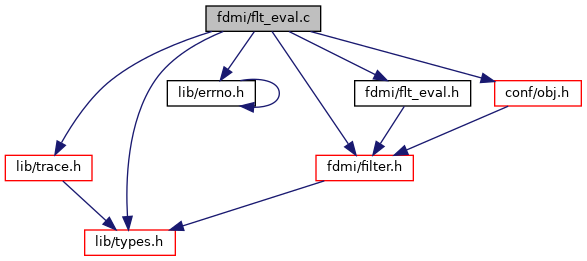 fdmi/flt_eval.c
lib/errno.h
fdmi/flt_eval.h
conf/obj.h
lib/trace.h
fdmi/filter.h
lib/types.h